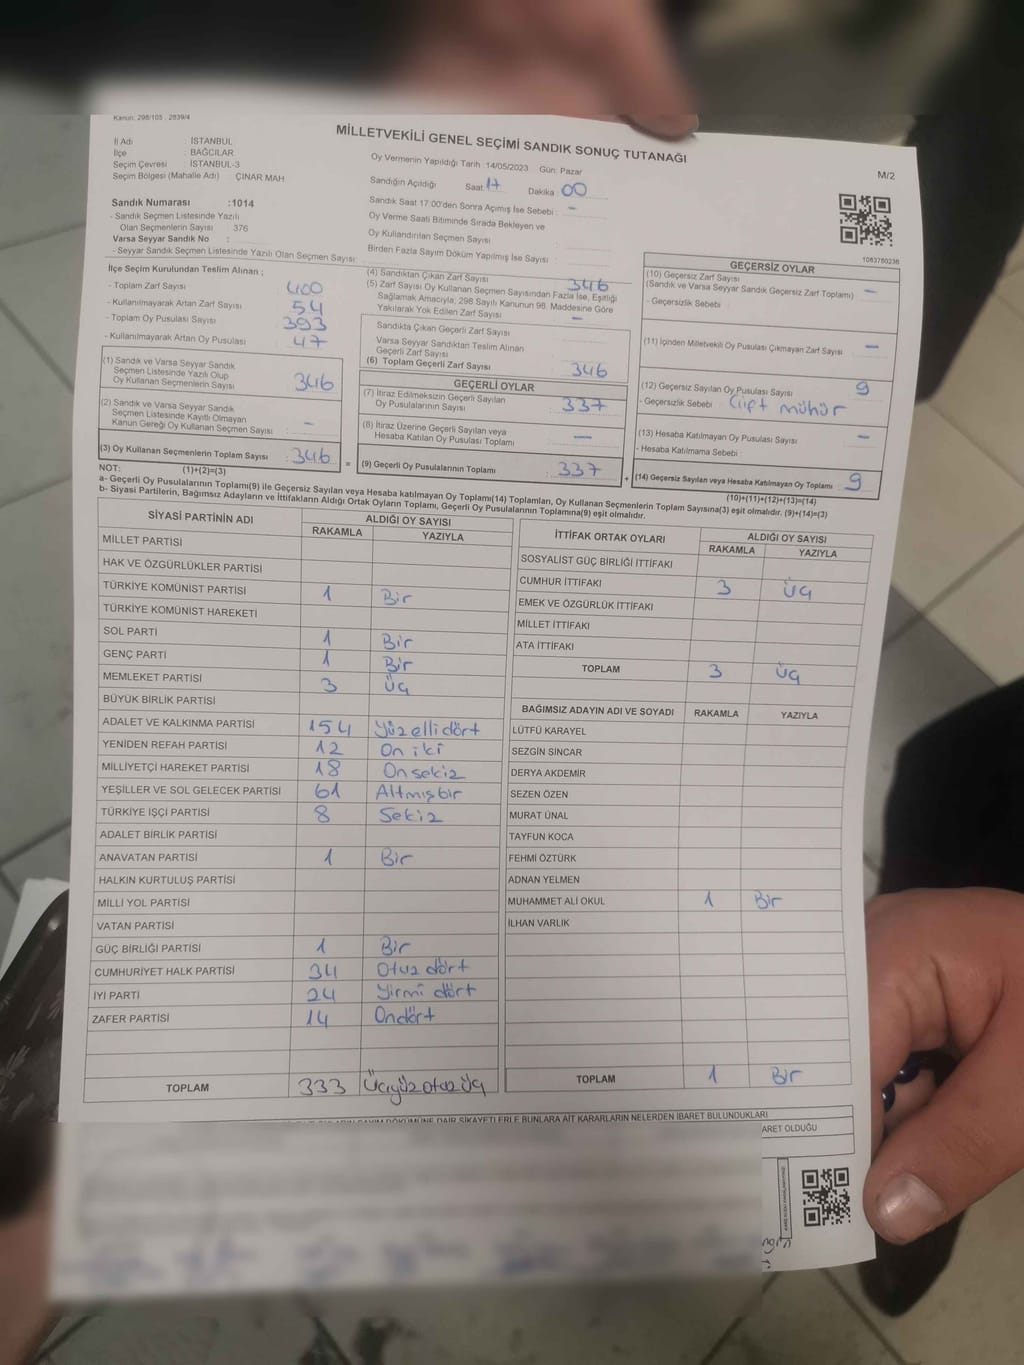 Kanun: 298/105 , 2839/4
MİLLETVEKİLİ GENEL SEÇİMİ SANDIK SONUÇ TUTANAĞI
M/2
İl Adı : İSTANBUL
İlçe : BAĞCILAR
Seçim Çevresi : İSTANBUL-3
Seçim Bölgesi (Mahalle Adı) : ÇINAR MAH
Sandık Numarası :1014
- Sandık Seçmen Listesinde Yazılı
Olan Seçmenlerin Sayısı : 376
Varsa Seyyar Sandık No :
- Seyyar Sandık Seçmen Listesinde Yazılı Olan Seçmenlerin Sayısı:
Oy Vermenin Yapıldığı Tarih :14/05/2023 Gün: Pazar
Sandığın Açıldığı Saat: 17 Dakika : 00
Sandık Saat 17:00'den Sonra Açımış İse Sebebi : -
Oy Verme Saati Bitiminde Sırada Bekleyen ve
Oy Kullandırılan Seçmen Sayısı :
Birden Fazla Sayım Döküm Yapılmış İse Sayısı :
1063750236
İlçe Seçim Kurulundan Teslim Alınan ;
- Toplam Zarf Sayısı : 400
- Kullanılmayarak Artan Zarf Sayısı : 54
- Toplam Oy Pusulası Sayısı : 393
- Kullanılmayarak Artan Oy Pusulası : 47
(1) Sandık ve Varsa Seyyar Sandık
Seçmen Listesinde Yazılı Olup
Oy Kullanan Seçmenlerin Sayısı : 346
(2) Sandık ve Varsa Seyyar Sandık
Seçmen Listesinde Kayıtlı Olmayan
Kanun Gereği Oy Kullanan Seçmen Sayısı : -
(3) Oy Kullanan Seçmenlerin Toplam Sayısı : 346
(1)+(2)=(3)
(4) Sandıktan Çıkan Zarf Sayısı : 346
(5) Zarf Sayısı Oy Kullanan Seçmen Sayısından Fazla İse, Eşitliği
Sağlamak Amacıyla; 298 Sayılı Kanunun 98. Maddesine Göre
Yakılarak Yok Edilen Zarf Sayısı : -
Sandıkta Çıkan Geçerli Zarf Sayısı :
Varsa Seyyar Sandıktan Teslim Alınan
Geçerli Zarf Sayısı :
(6) Toplam Geçerli Zarf Sayısı : 346
GEÇERLİ OYLAR
(7) İtiraz Edilmeksizin Geçerli Sayılan
Oy Pusulalarının Sayısı : 337
(8) İtiraz Üzerine Geçerli Sayılan veya
Hesaba Katılan Oy Pusulası Toplamı : -
= (9) Geçerli Oy Pusulalarının Toplamı : 337
GEÇERSİZ OYLAR
(10) Geçersiz Zarf Sayısı
(Sandık ve Varsa Seyyar Sandık Geçersiz Zarf Toplamı) : -
- Geçersizlik Sebebi :
(11) İçinden Milletvekili Oy Pusulası Çıkmayan Zarf Sayısı : -
(12) Geçersiz Sayılan Oy Pusulası Sayısı : 9
- Geçersizlik Sebebi : Çift mühür
(13) Hesaba Katılmayan Oy Pusulası Sayısı : -
- Hesaba Katılmama Sebebi :
+ (14) Geçersiz Sayılan veya Hesaba Katılmayan Oy Toplamı : 9
(10)+(11)+(12)+(13)=(14)
NOT:
a- Geçerli Oy Pusulalarının Toplamı(9) ile Geçersiz Sayılan veya Hesaba katılmayan Oy Toplamı(14) Toplamları, Oy Kullanan Seçmenlerin Toplam Sayısına(3) eşit olmalıdır. (9)+(14)=(3)
b- Siyasi Partilerin, Bağımsız Adayların ve İttifakların Aldığı Ortak Oyların Toplamı, Geçerli Oy Pusulalarının Toplamına(9) eşit olmalıdır.
SİYASİ PARTİNİN ADI ALDIĞI OY SAYISI
RAKAMLA YAZIYLA
MİLLET PARTİSİ
HAK VE ÖZGÜRLÜKLER PARTİSİ
TÜRKİYE KOMÜNİST PARTİSİ 1 Bir
TÜRKİYE KOMÜNİST HAREKETİ
SOL PARTİ 1 Bir
GENÇ PARTİ 1 Bir
MEMLEKET PARTİSİ 3 Üç
BÜYÜK BİRLİK PARTİSİ
ADALET VE KALKINMA PARTİSİ 154 Yüz elli dört
YENİDEN REFAH PARTİSİ 12 On iki
MİLLİYETÇİ HAREKET PARTİSİ 18 On sekiz
YEŞİLLER VE SOL GELECEK PARTİSİ 61 Altmışbir
TÜRKİYE İŞÇİ PARTİSİ 8 Sekiz
ADALET BİRLİK PARTİSİ
ANAVATAN PARTİSİ 1 Bir
HALKIN KURTULUŞ PARTİSİ
MİLLİ YOL PARTİSİ
VATAN PARTİSİ
GÜÇ BİRLİĞİ PARTİSİ 1 Bir
CUMHURİYET HALK PARTİSİ 34 Otuz dört
İYİ PARTİ 24 Yirmi dört
ZAFER PARTİSİ 14 Ondört
TOPLAM 333 Üçyüz otuz üç
İTTİFAK ORTAK OYLARI ALDIĞI OY SAYISI
RAKAMLA YAZIYLA
SOSYALİST GÜÇ BİRLİĞİ İTTİFAKI
CUMHUR İTTİFAKI 3 Üç
EMEK VE ÖZGÜRLÜK İTTİFAKI
MİLLET İTTİFAKI
ATA İTTİFAKI
TOPLAM 3 Üç
BAĞIMSIZ ADAYIN ADI VE SOYADI RAKAMLA YAZIYLA
LÜTFÜ KARAYEL
SEZGİN SİNCAR
DERYA AKDEMİR
SEZEN ÖZEN
MURAT ÜNAL
TAYFUN KOCA
FEHMİ ÖZTÜRK
ADNAN YELMEN
MUHAMMET ALİ OKUL 1 Bir
İLHAN VARLIK
TOPLAM 1 Bir
DÖKÜMÜNE DAİR ŞİKAYETLERLE BUNLARA AİT KARARLARIN NELERDEN İBARET BULUNDUKLARI
ARET OLDUĞU